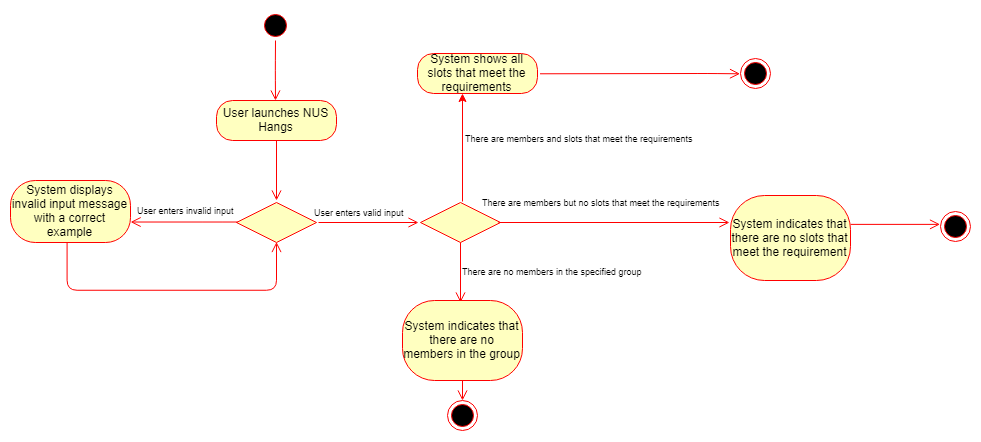 System shows all
slots that meet the
requirements
User launches NUS
Hangs
There are members and slots that meet the requirements
System displays
invalid input message
with a correct
example
User enters invalid input
User enters valid input
There are members but no slots that meet the requirements
System indicates that
there are no slots that
meet the requirement
There are no members in the specified group
System indicates that
there are no
members in the group